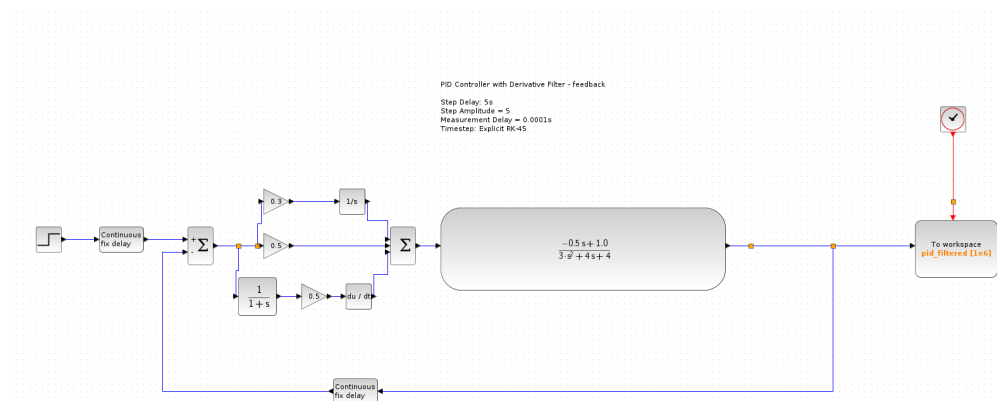 PID Controller with Derivative Filter - feedback
Step Delay: 5s
Step Amplitude = 5
Measurement Delay = 0.0001s
Timestep: Explicit RK-45
Continuous
fix delay
+
-
Σ
0.3
1/s
0.5
Σ
1
1+s
0.5
du / dt
-0.5 s+1.0
3·s²+4 s+4
To workspace
pid_filtered [1e6]
Continuous
fix delay